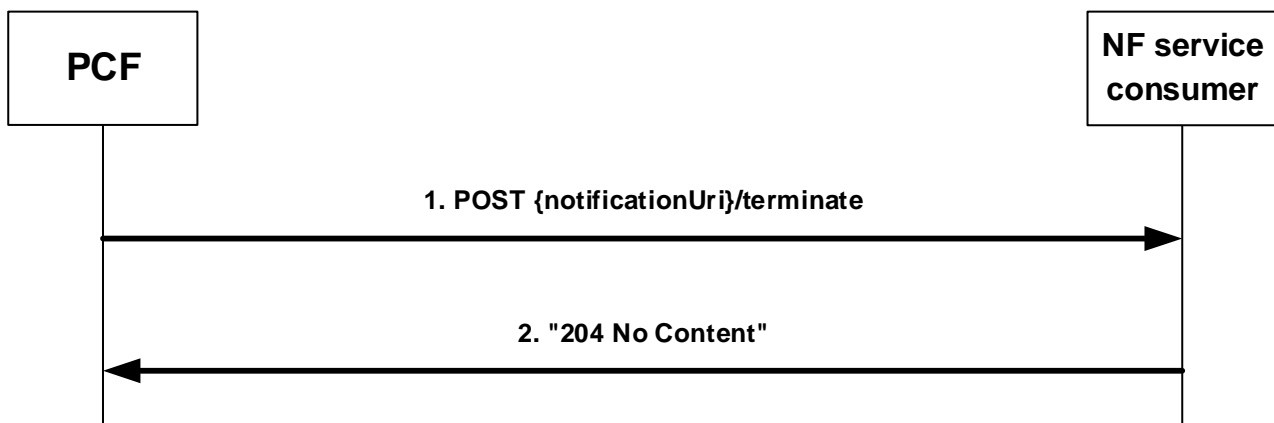 PCF
NF service
consumer
1. POST {notificationUri}/terminate
2. "204 No Content"